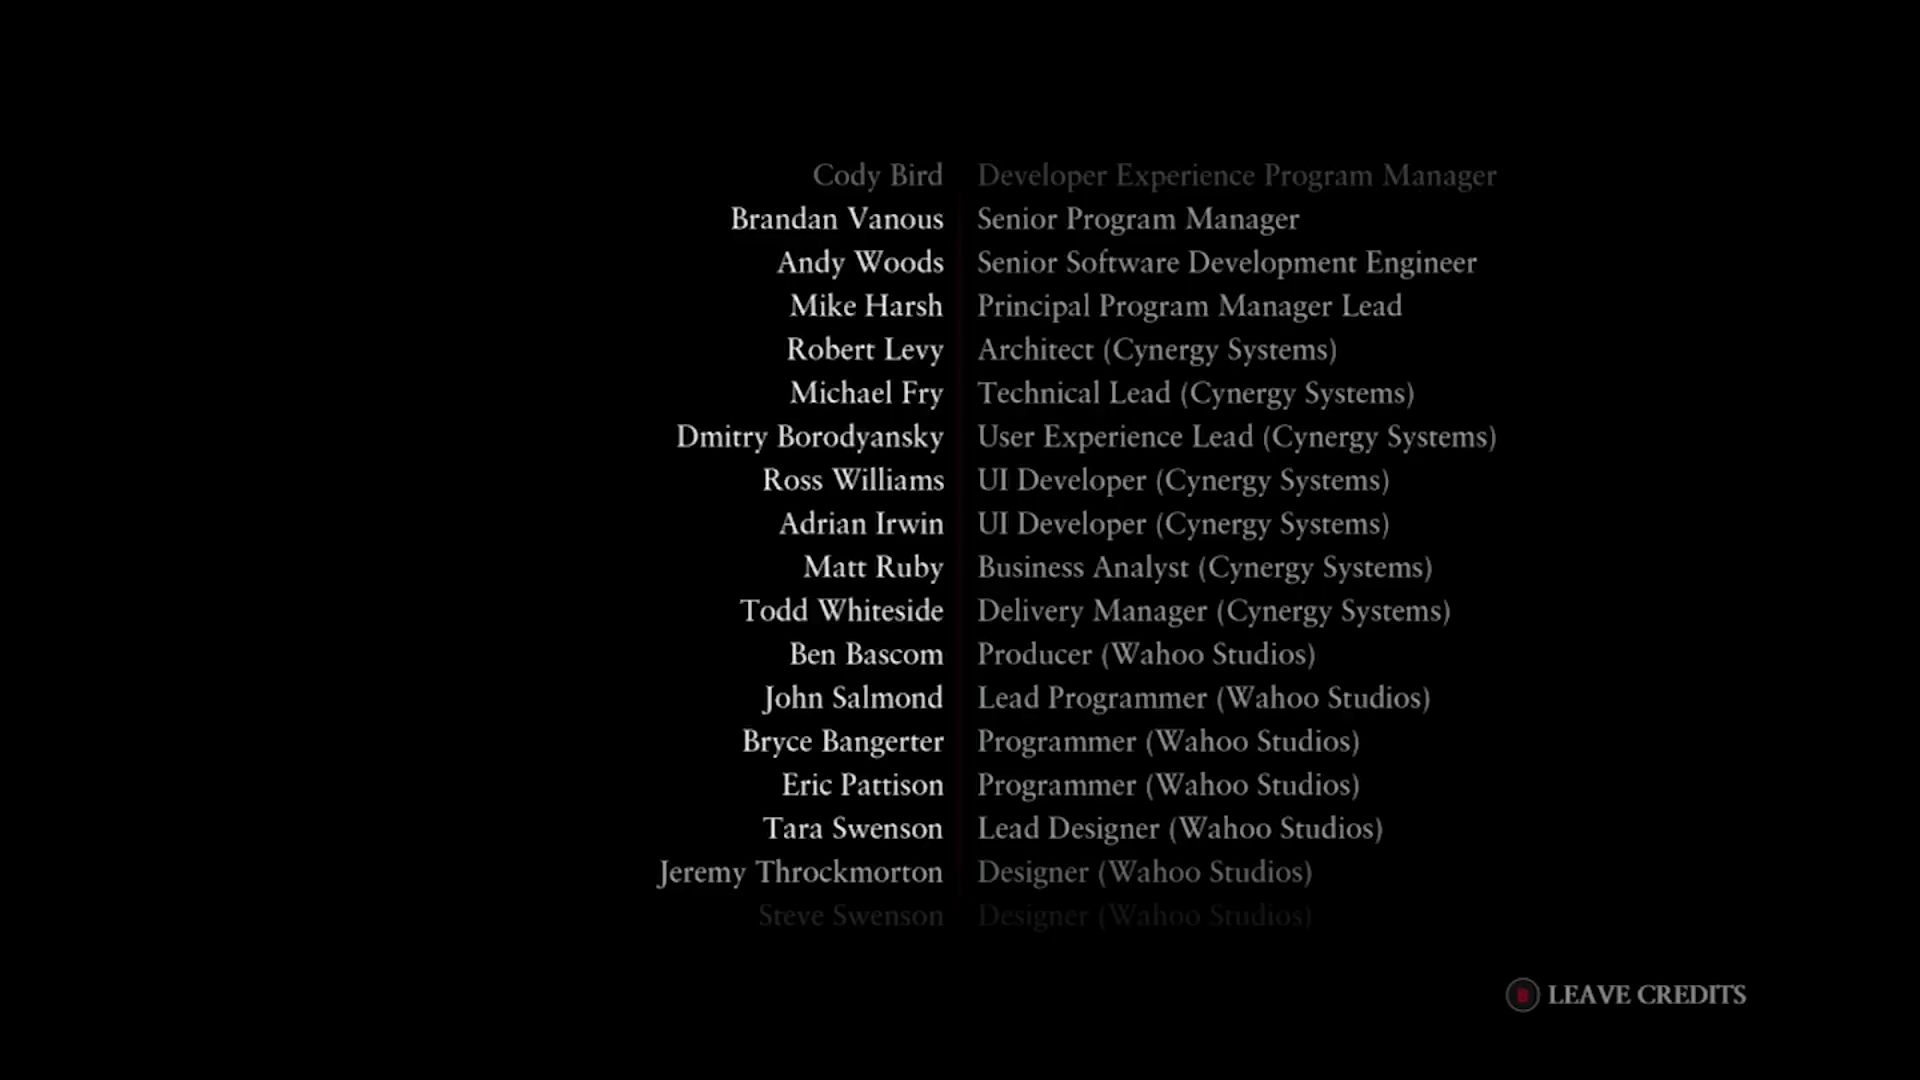 Cody Bird Developer Experience Program Manager
Brandan Vanous Senior Program Manager
Andy Woods Senior Software Development Engineer
Mike Harsh Principal Program Manager Lead
Robert Levy Architect (Cynergy Systems)
Michael Fry Technical Lead (Cynergy Systems)
Dmitry Borodyansky User Experience Lead (Cynergy Systems)
Ross Williams UI Developer (Cynergy Systems)
Adrian Irwin UI Developer (Cynergy Systems)
Matt Ruby Business Analyst (Cynergy Systems)
Todd Whiteside Delivery Manager (Cynergy Systems)
Ben Bascom Producer (Wahoo Studios)
John Salmond Lead Programmer (Wahoo Studios)
Bryce Bangerter Programmer (Wahoo Studios)
Eric Pattison Programmer (Wahoo Studios)
Tara Swenson Lead Designer (Wahoo Studios)
Jeremy Throckmorton Designer (Wahoo Studios)
Steve Swenson Designer (Wahoo Studios)
B LEAVE CREDITS